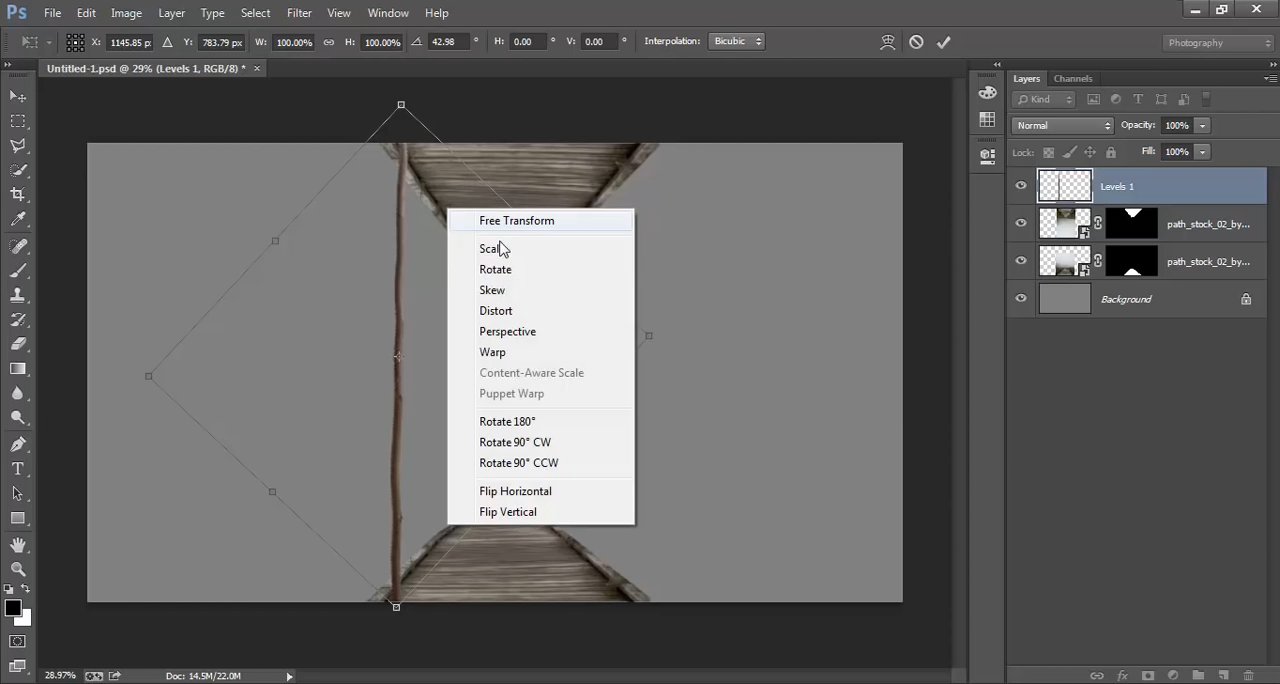 Ps File Edit Image Layer Type Select Filter View Window Help
X: 1145.85 px Y: 783.79 px W: 100.00% H: 100.00% 42.98 ° H: 0.00 ° V: 0.00 ° Interpolation: Bicubic Photography
Untitled-1.psd @ 29% (Levels 1, RGB/8) * ×
Layers Channels
Kind
Normal Opacity: 100%
Lock: Fill: 100%
Levels 1
path_stock_02_by...
path_stock_02_by...
Background
Free Transform
Scale
Rotate
Skew
Distort
Perspective
Warp
Content-Aware Scale
Puppet Warp
Rotate 180°
Rotate 90° CW
Rotate 90° CCW
Flip Horizontal
Flip Vertical
T
28.97% Doc: 14.5M/22.0M
fx